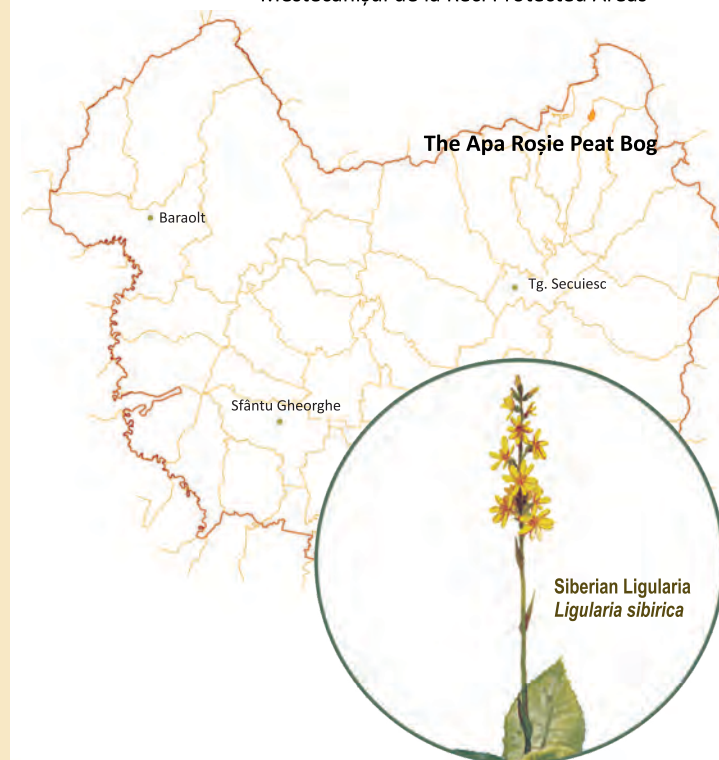 The Apa Roșie Peat Bog
Baraolt
Tg. Secuiesc
Sfântu Gheorghe
Siberian Ligularia
Ligularia sibirica